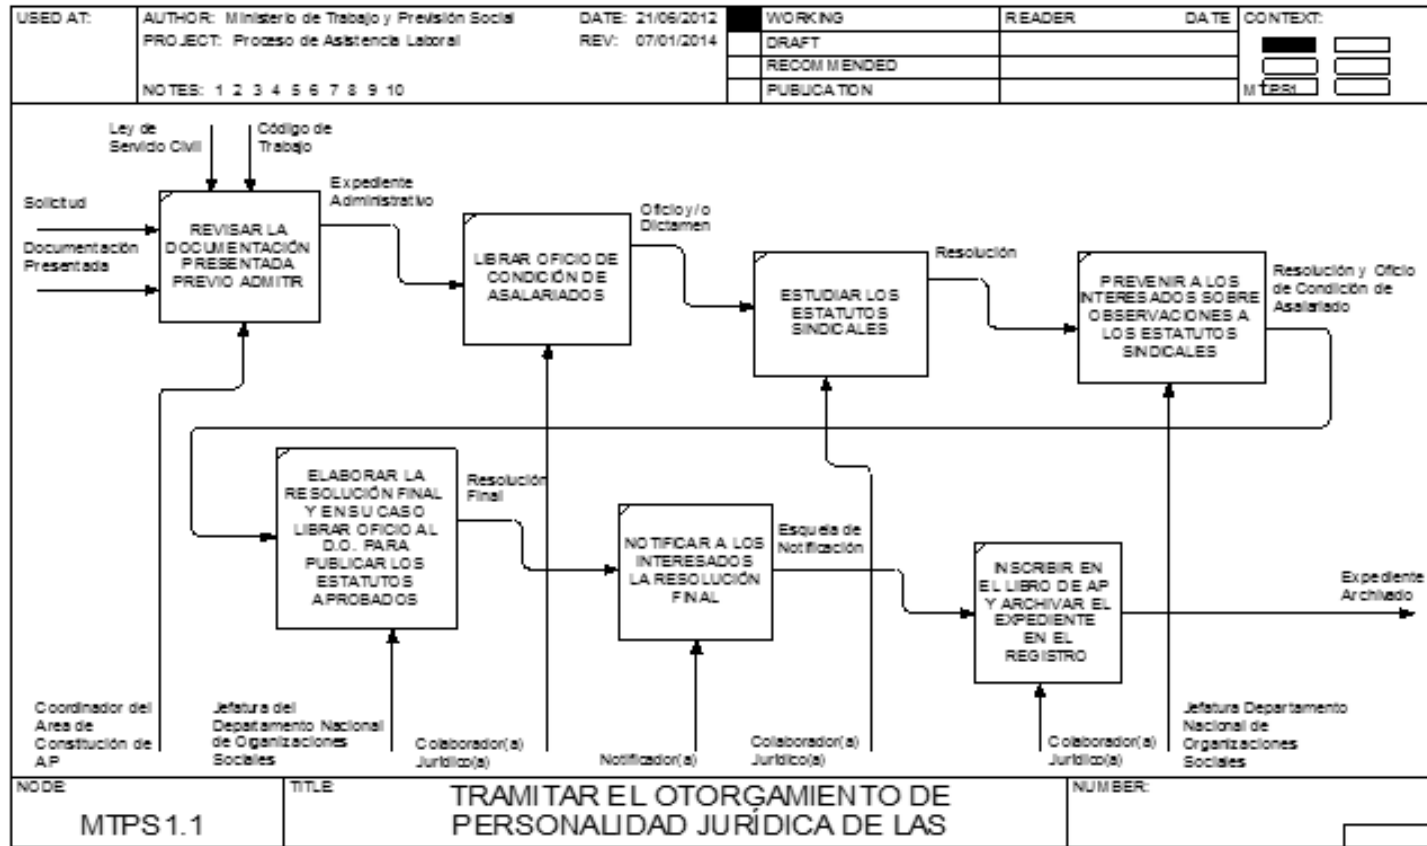 USED AT:
AUTHOR: Ministerio de Trabajo y Previsión Social
DATE: 21/06/2012
PROJECT: Proceso de Asistencia Laboral
REV: 07/01/2014
NOTES: 1 2 3 4 5 6 7 8 9 10
WORKING
DRAFT
RECOMMENDED
PUBLICATION
READER
DATE
CONTEXT:
MTPS1
Ley de
Servicio Civil
Código de
Trabajo
Solicitud
Documentación
Presentada
REVISAR LA
DOCUMENTACIÓN
PRESENTADA
PREVIO ADMITR
Expediente
Administrativo
LIBRAR OFICIO DE
CONDICIÓN DE
ASALARIADOS
Oficio y/o
Dictamen
ESTUDIAR LOS
ESTATUTOS
SINDICALES
Resolución
PREVENIR A LOS
INTERESADOS SOBRE
OBSERVACIONES A
LOS ESTATUTOS
SINDICALES
Resolución y Oficio
de Condición de
Asalariado
ELABORAR LA
RESOLUCIÓN FINAL
Y EN SU CASO
LIBRAR OFICIO AL
D.O. PARA
PUBLICAR LOS
ESTATUTOS
APROBADOS
Resolución
Final
NOTIFICAR A LOS
INTERESADOS
LA RESOLUCIÓN
FINAL
Esquela de
Notificación
INSCRIBIR EN
EL LIBRO DE AP
Y ARCHIVAR EL
EXPEDIENTE
EN EL
REGISTRO
Expediente
Archivado
Coordinador del
Area de
Constitución de
AP
Jefatura del
Departamento Nacional
de Organizaciones
Sociales
Colaborador(a)
Jurídico(a)
Notificador(a)
Colaborador(a)
Jurídico(a)
Colaborador(a)
Jurídico(a)
Jefatura Departamento
Nacional de
Organizaciones
Sociales
NODE:
MTPS1.1
TITLE:
TRAMITAR EL OTORGAMIENTO DE
PERSONALIDAD JURÍDICA DE LAS
NUMBER: